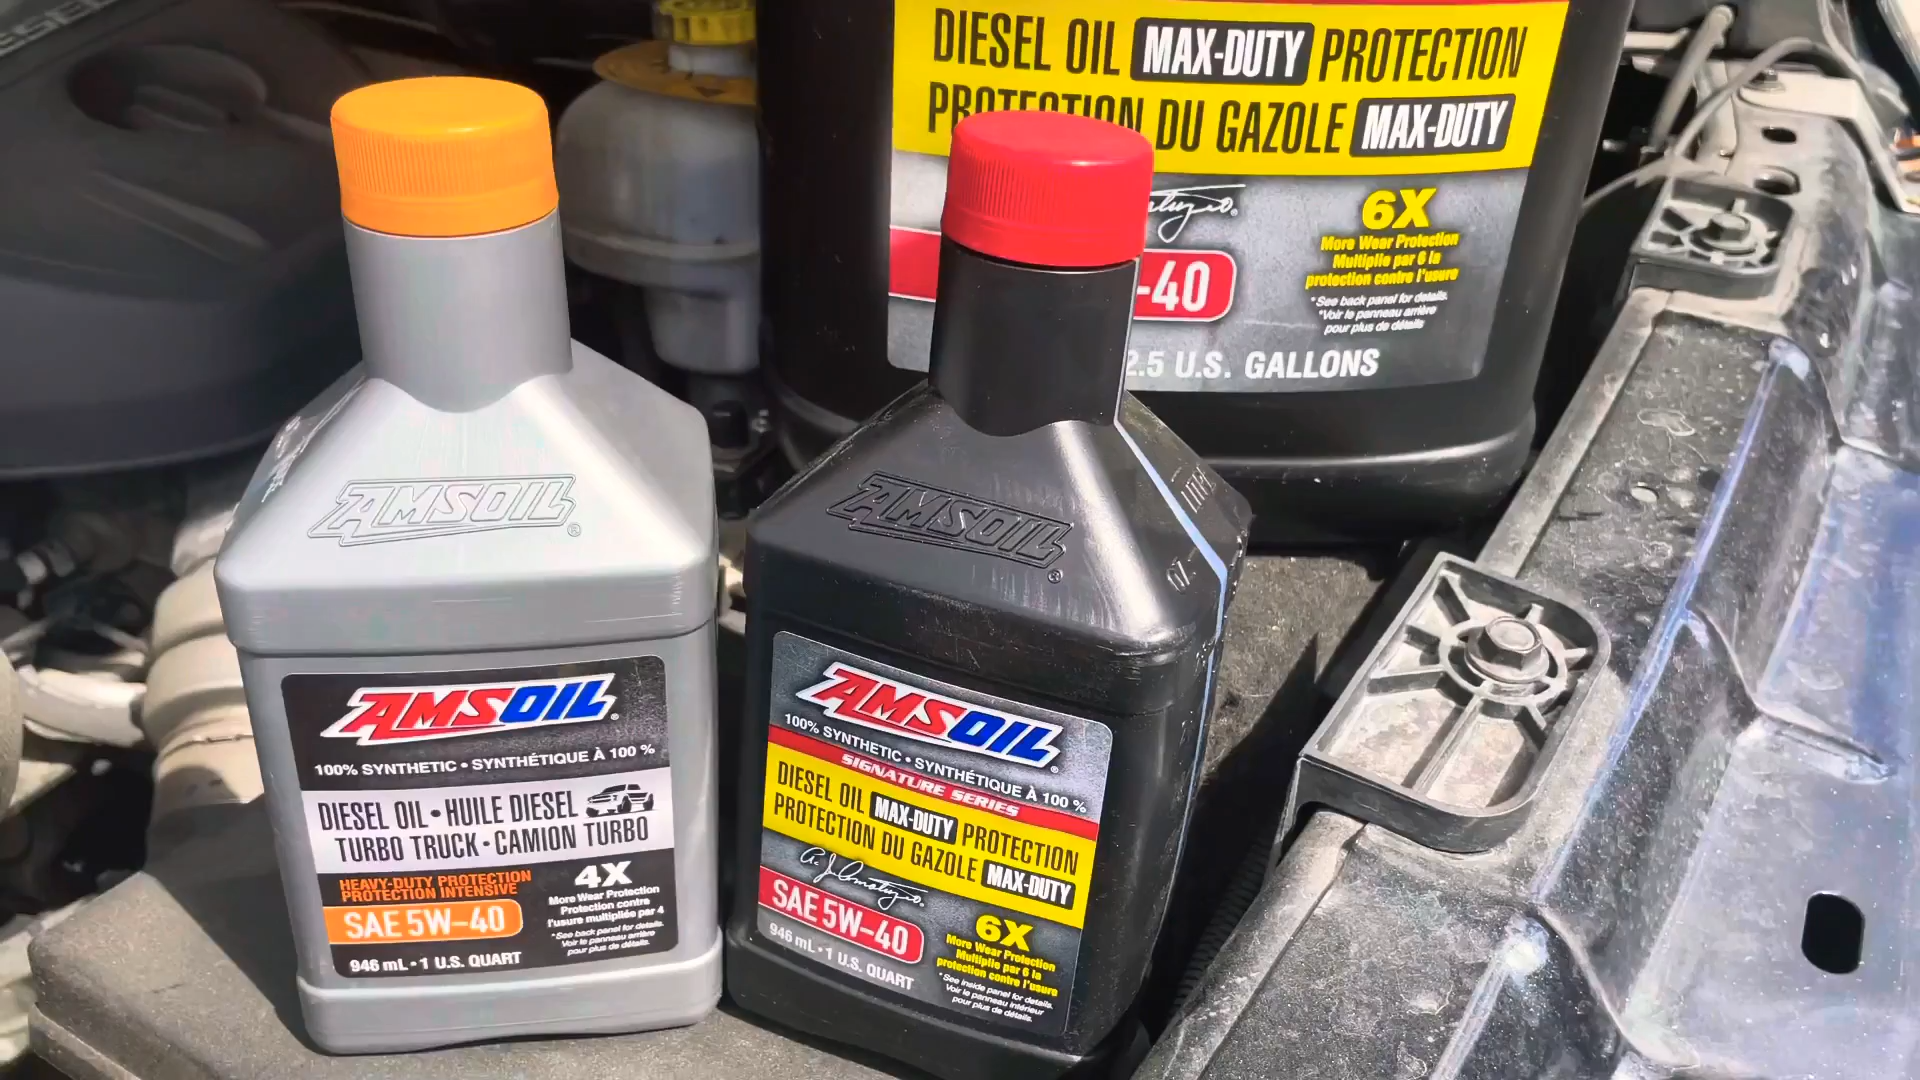 DIESEL OIL MAX-DUTY PROTECTION
PROTECTION DU GAZOLE MAX-DUTY
6X
More Wear Protection
Multiplie par 6 la
protection contre l'usure
*See back panel for details.
*Voir le panneau arrière
pour plus de détails
-40
2.5 U.S. GALLONS
AMSOIL®
AMSOIL®
100% SYNTHETIC • SYNTHÉTIQUE À 100 %
DIESEL OIL • HUILE DIESEL
TURBO TRUCK • CAMION TURBO
HEAVY-DUTY PROTECTION
PROTECTION INTENSIVE
SAE 5W-40
946 mL • 1 U.S. QUART
4X
More Wear Protection
Protection contre
l'usure multipliée par 4
*See back panel for details.
Voir le panneau arrière
pour plus de détails.
AMSOIL®
LITRE
OZ.
AMSOIL®
100% SYNTHETIC • SYNTHÉTIQUE À 100 %
SIGNATURE SERIES
DIESEL OIL MAX-DUTY PROTECTION
PROTECTION DU GAZOLE MAX-DUTY
A. J. Amatuzio®
SAE 5W-40
946 mL • 1 U.S. QUART
6X
More Wear Protection
Multiplie par 6 la
protection contre l'usure
*See inside panel for details.
Voir le panneau intérieur
pour plus de détails.